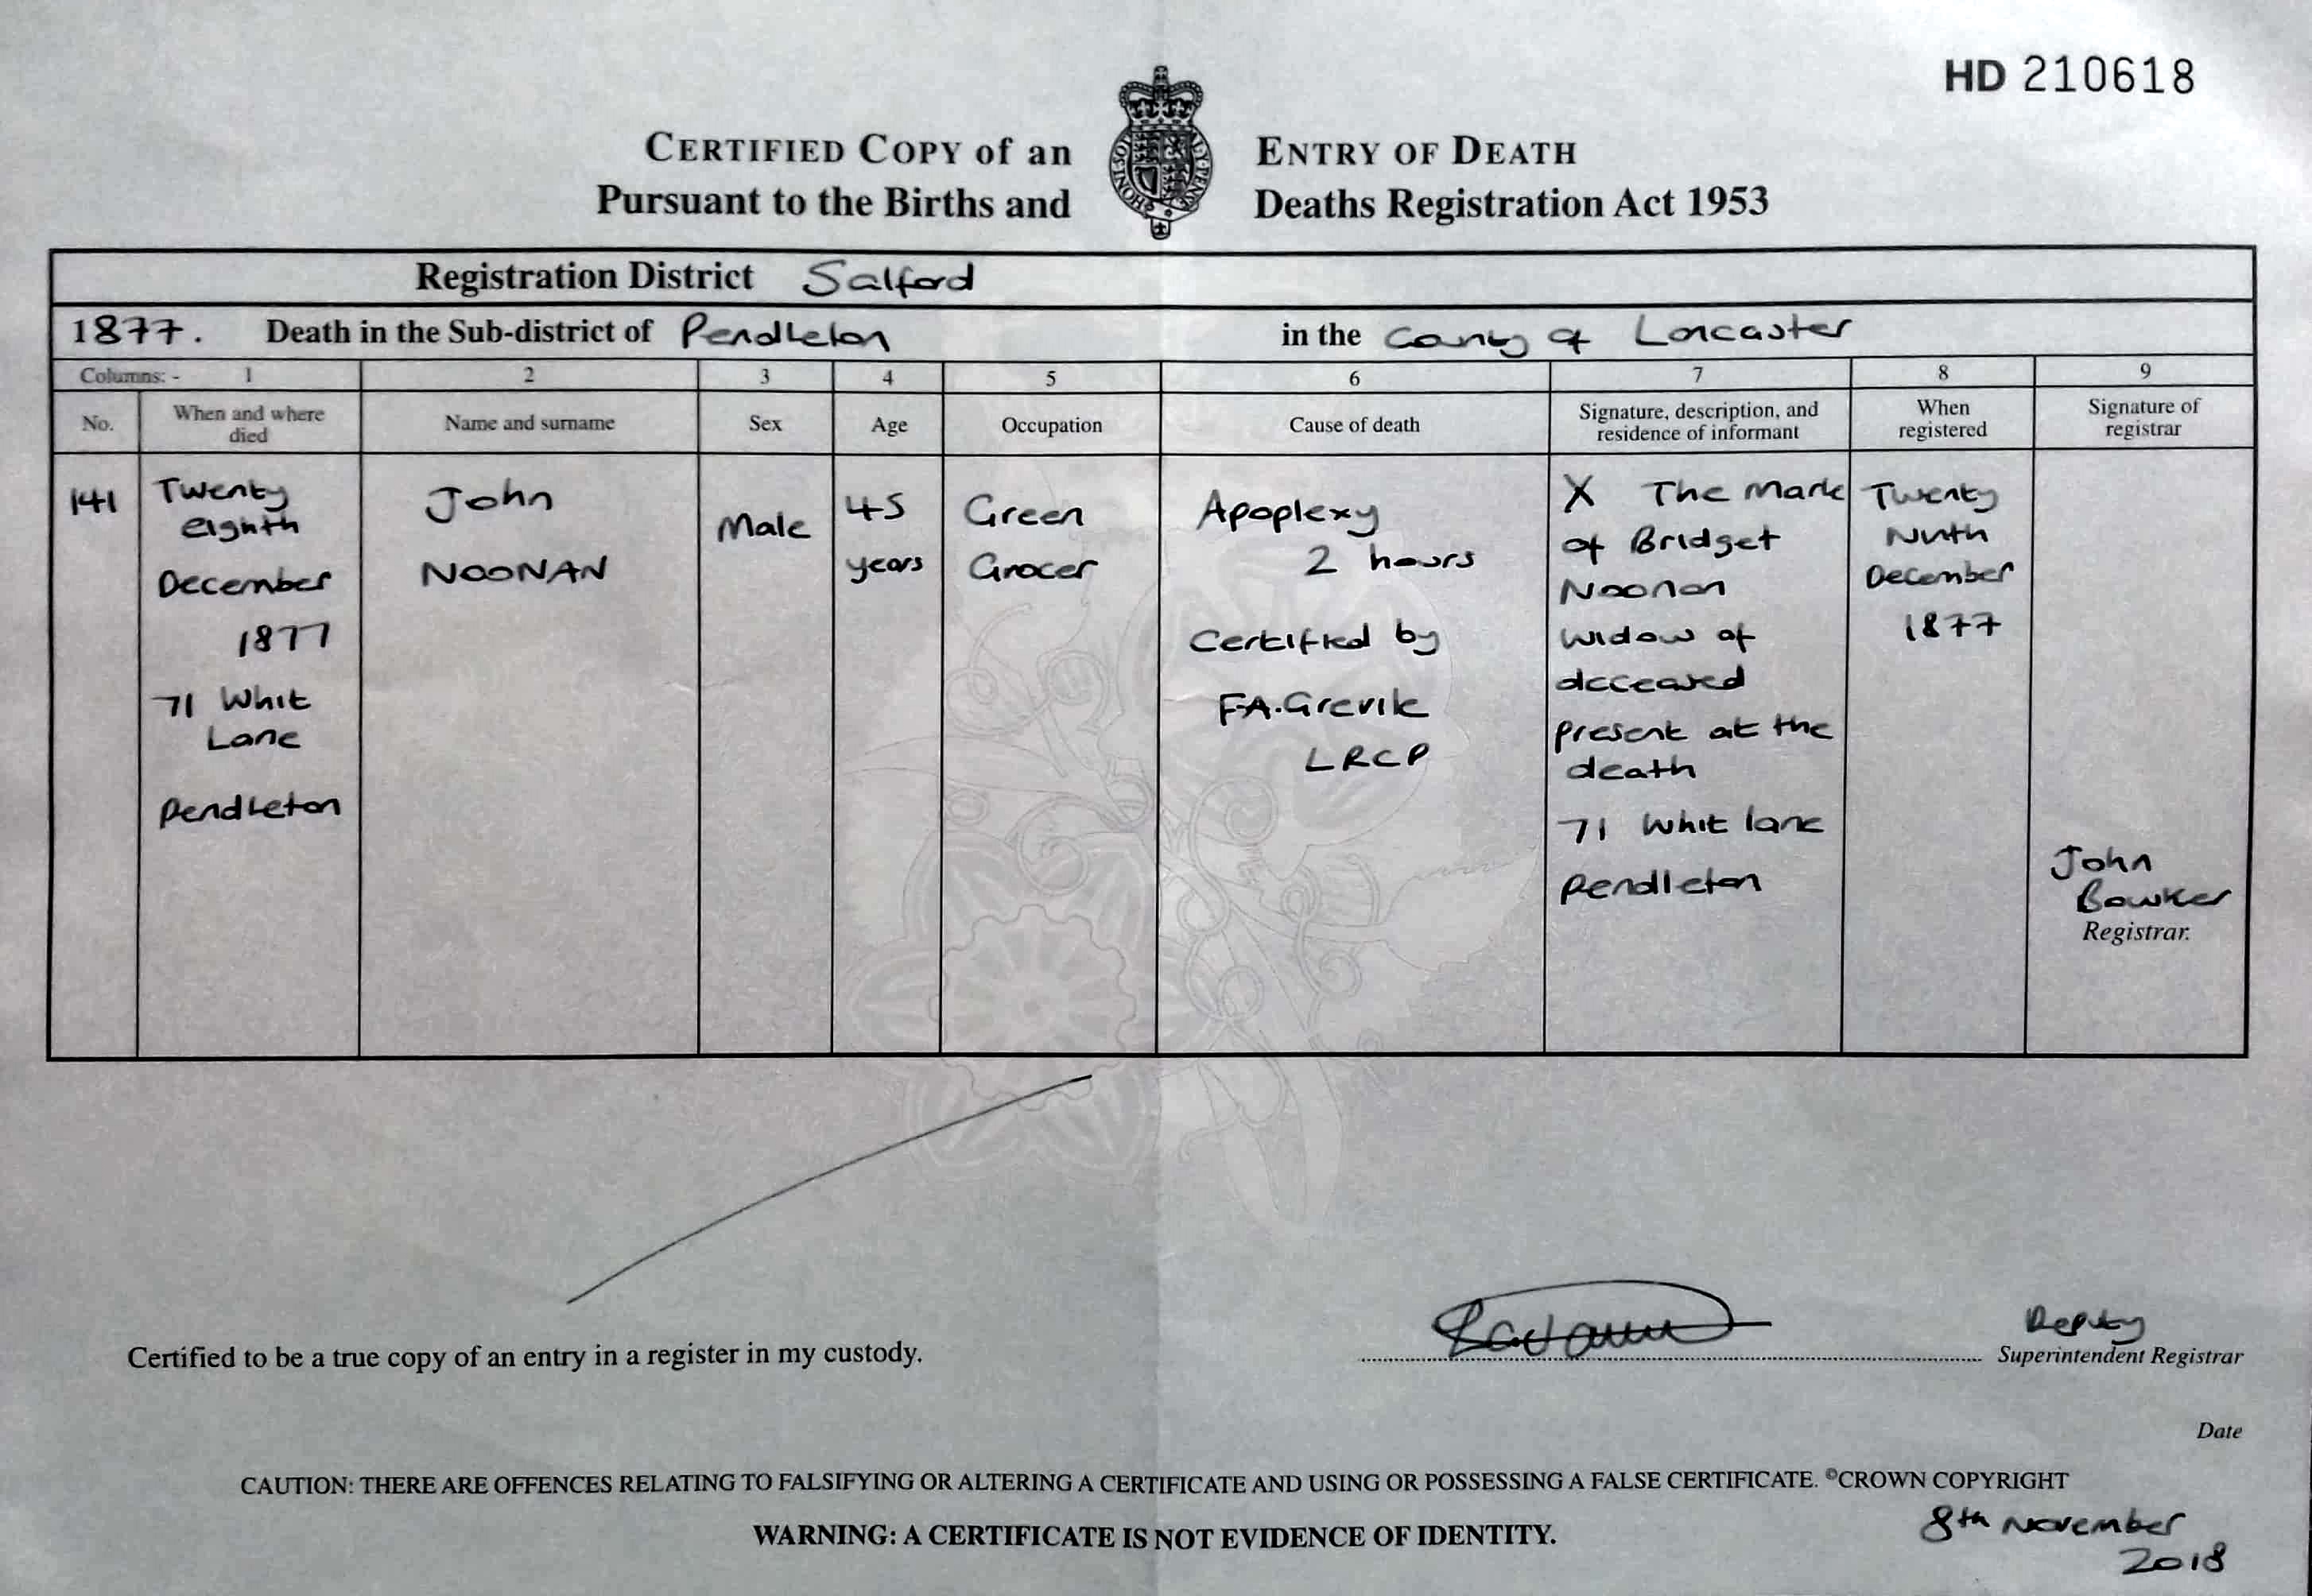 HD 210618
CERTIFIED COPY of an ENTRY OF DEATH
Pursuant to the Births and Deaths Registration Act 1953
Registration District Salford
1877. Death in the Sub-district of Pendleton in the County of Lancaster
Columns: - 1 2 3 4 5 6 7 8 9
No.
When and where
died
Name and surname
Sex
Age
Occupation
Cause of death
Signature, description, and
residence of informant
When
registered
Signature of
registrar
141
Twenty
eighth
December
1877
71 Whit
Lane
Pendleton
John
NOONAN
Male
45
years
Green
Grocer
Apoplexy
2 hours
Certified by
F.A. Grevile
LRCP
X The Mark
of Bridget
Noonan
widow of
deceased
present at the
death
71 Whit lane
Pendleton
Twenty
Ninth
December
1877
John
Bowker
Registrar.
Certified to be a true copy of an entry in a register in my custody.
Deputy
Superintendent Registrar
Date
CAUTION: THERE ARE OFFENCES RELATING TO FALSIFYING OR ALTERING A CERTIFICATE AND USING OR POSSESSING A FALSE CERTIFICATE. ©CROWN COPYRIGHT
WARNING: A CERTIFICATE IS NOT EVIDENCE OF IDENTITY.
8th November
2018